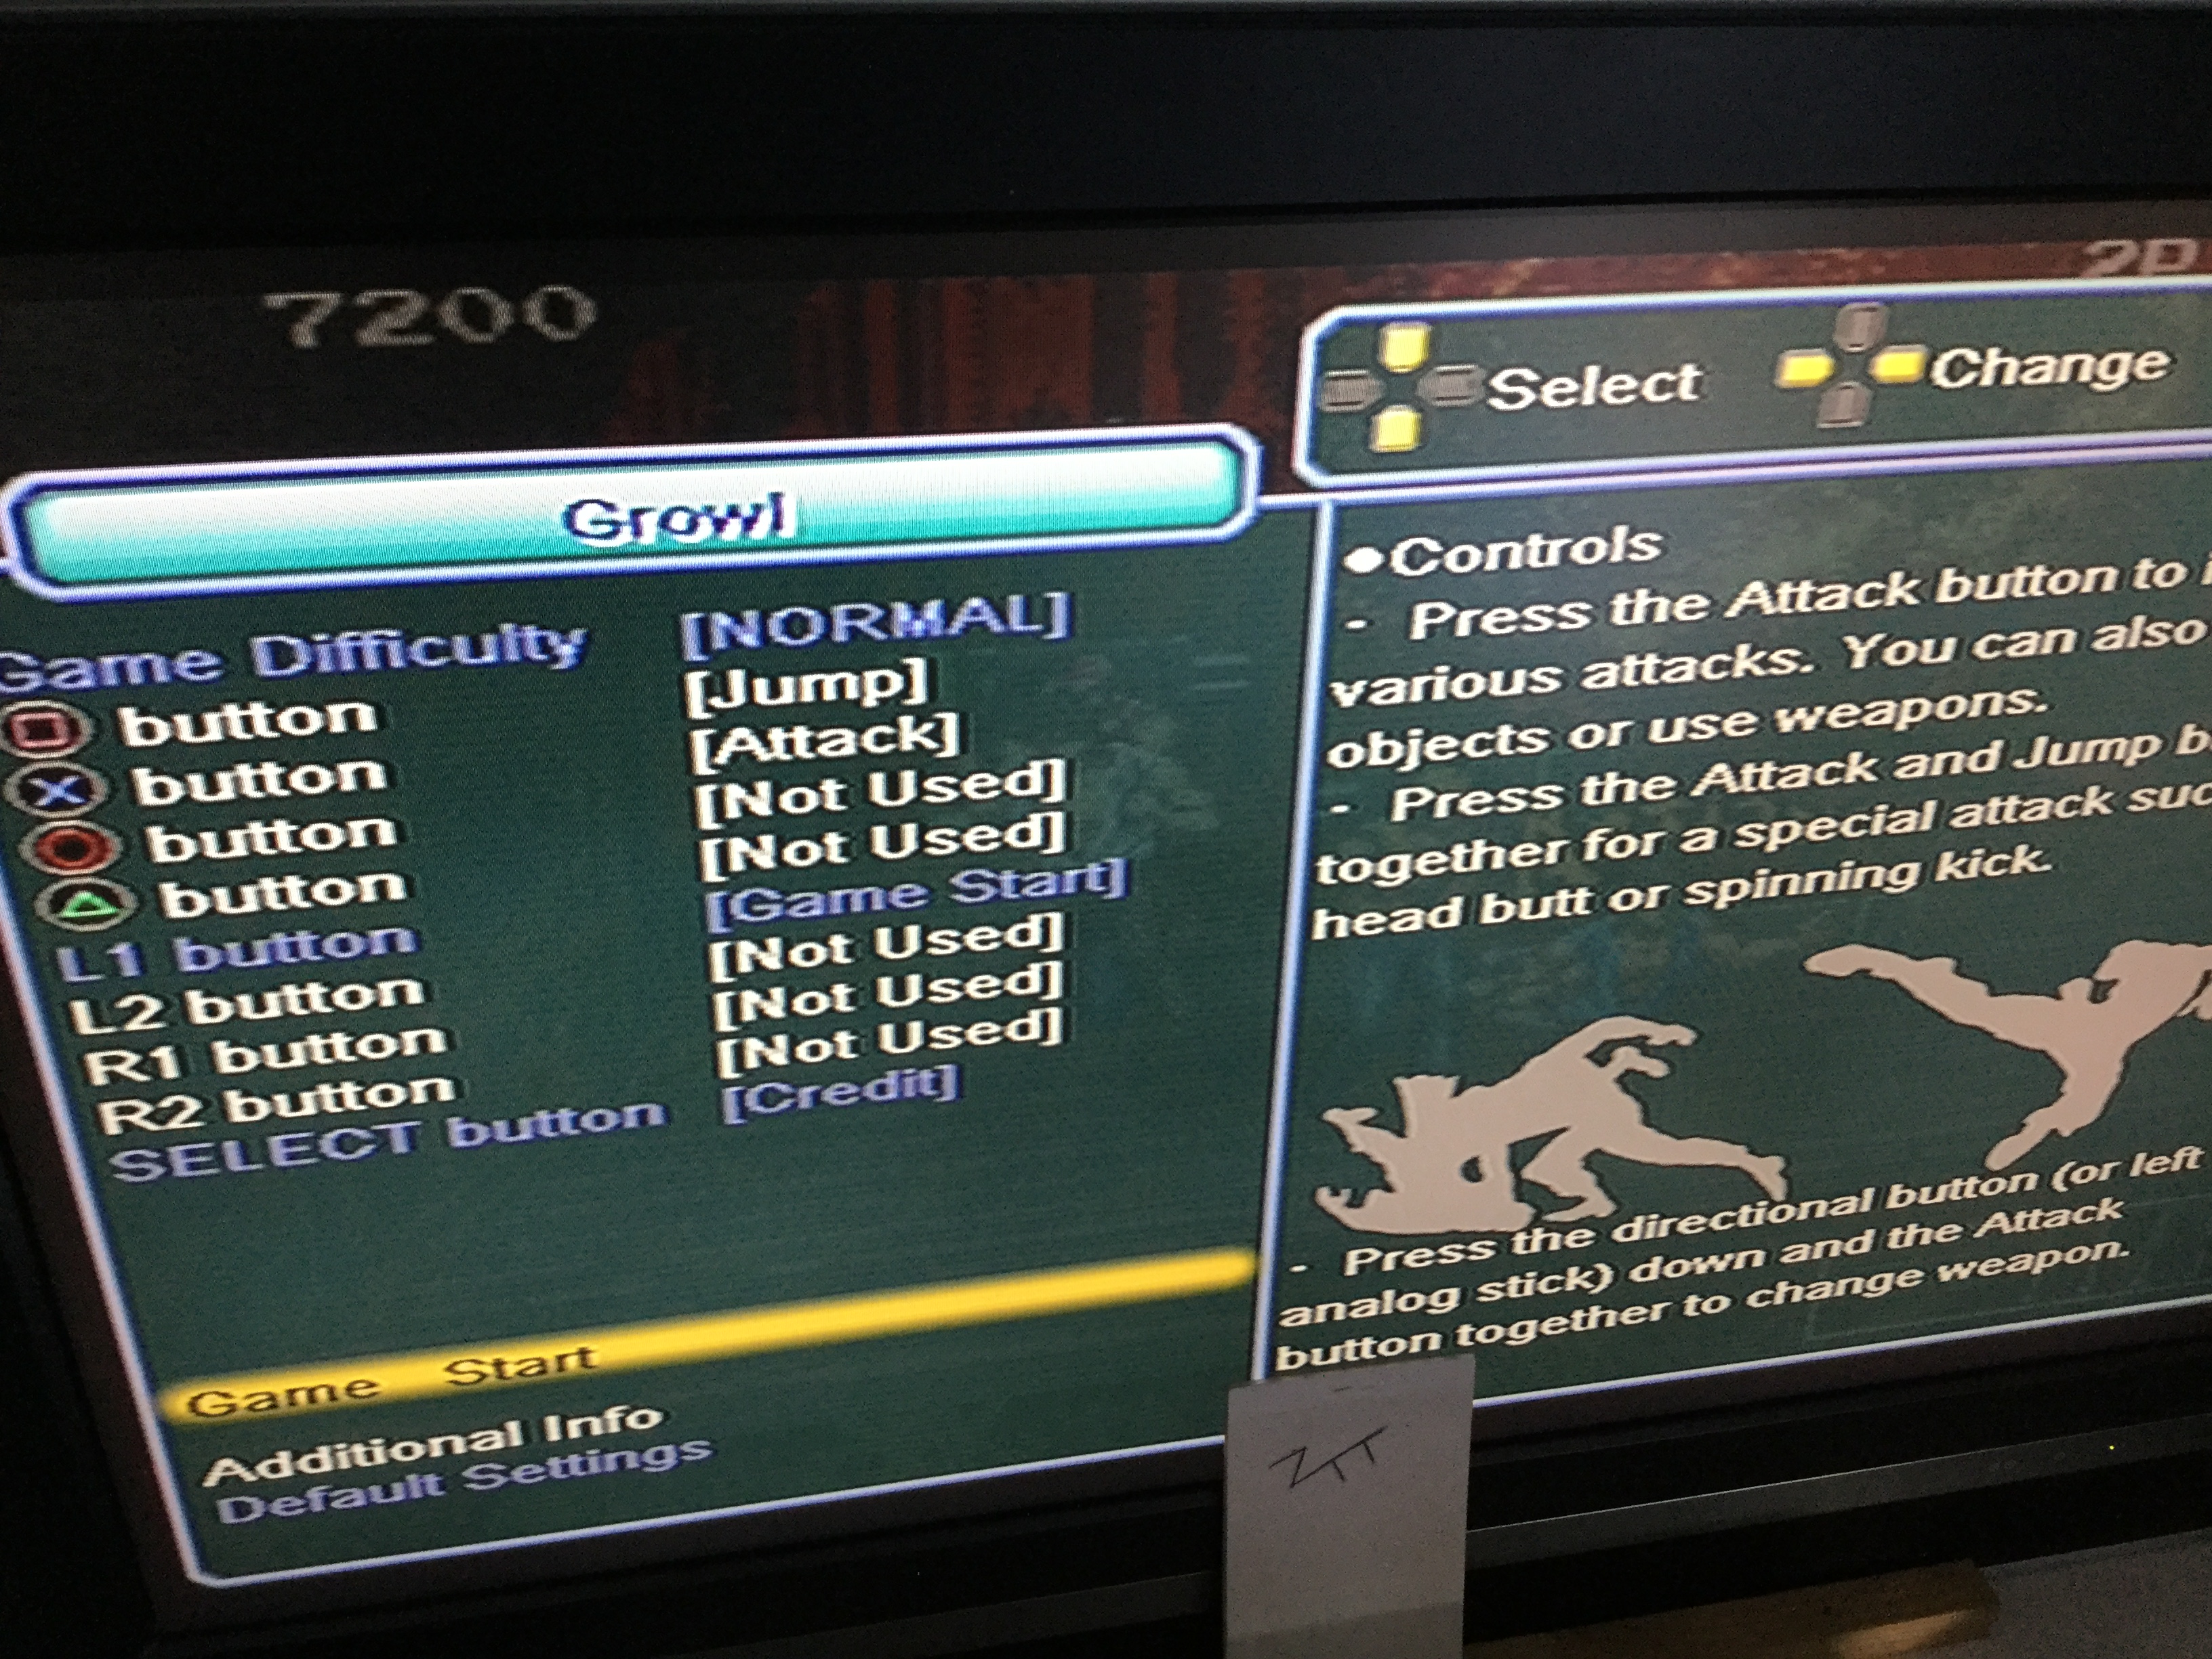 7200
2P
Select
Change
Growl
Game Difficulty [NORMAL]
button [Jump]
button [Attack]
button [Not Used]
button [Not Used]
L1 button [Game Start]
L2 button [Not Used]
R1 button [Not Used]
R2 button [Not Used]
SELECT button [Credit]
Game Start
Additional Info
Default Settings
●Controls
- Press the Attack button to
various attacks. You can also
objects or use weapons.
- Press the Attack and Jump
together for a special attack
head butt or spinning kick.
- Press the directional button (or left
analog stick) down and the Attack
button together to change weapon.
ZTT